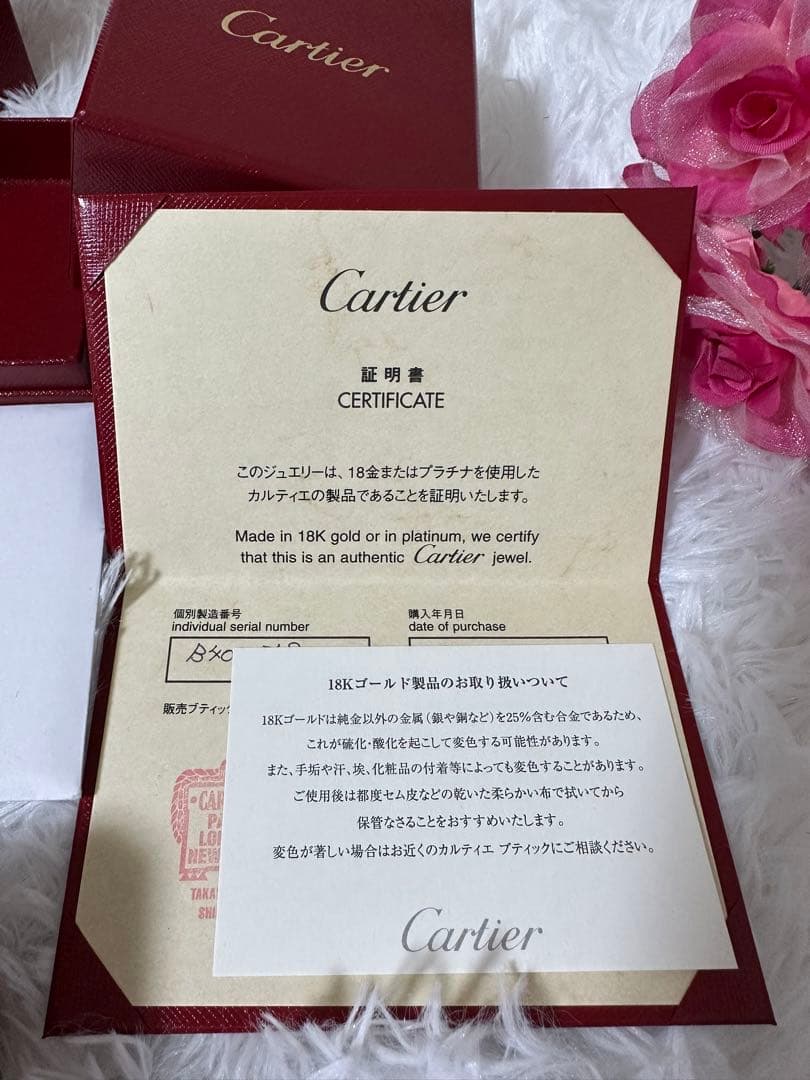 Cartier
Cartier
証明書
CERTIFICATE
このジュエリーは、18金またはプラチナを使用した
カルティエの製品であることを証明いたします。
Made in 18K gold or in platinum, we certify
that this is an authentic Cartier jewel.
個別製造番号
individual serial number
購入年月日
date of purchase
販売ブティック
18Kゴールド製品のお取り扱いついて
18Kゴールドは純金以外の金属（銀や銅など）を25%含む合金であるため、
これが硫化・酸化を起こして変色する可能性があります。
また、手垢や汗、埃、化粧品の付着等によっても変色することがあります。
ご使用後は都度セム皮などの乾いた柔らかい布で拭いてから
保管なさることをおすすめいたします。
変色が著しい場合はお近くのカルティエ ブティックにご相談ください。
Cartier